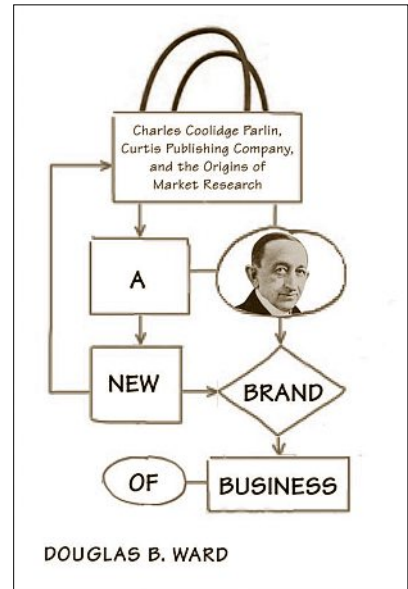 Charles Coolidge Parlin,
Curtis Publishing Company,
and the Origins of
Market Research
A
NEW
BRAND
OF
BUSINESS
DOUGLAS B. WARD